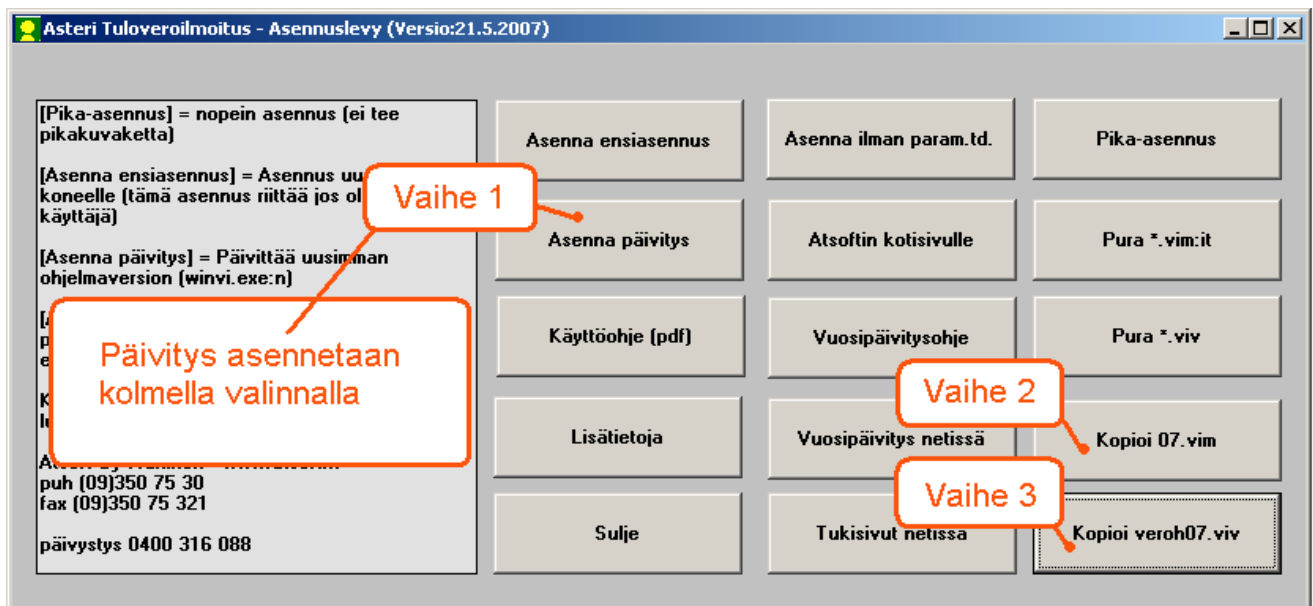 Asteri Tuloveroilmoitus - Asennuslevy (Versio:21.5.2007)
[Pika-asennus] = nopein asennus (ei tee
pikakuvaketta)
[Asenna ensiasennus] = Asennus
koneelle (tämä asennus riittää jos
käyttäjä)
[Asenna päivitys] = Päivittää uusimman
ohjelmaversion (winvi.exe:n)
puh (09)350 75 30
fax (09)350 75 321
päivystys 0400 316 088
Vaihe 1
Päivitys asennetaan
kolmella valinnalla
Asenna ensiasennus
Asenna ilman param.td.
Pika-asennus
Asenna päivitys
Atsoftin kotisivulle
Pura *.vim:it
Käyttöohje (pdf)
Vuosipäivitysohje
Pura *.viv
Vaihe 2
Lisätietoja
Vuosipäivitys netissä
Kopioi 07.vim
Vaihe 3
Sulje
Tukisivut netissä
Kopioi veroh07.viv